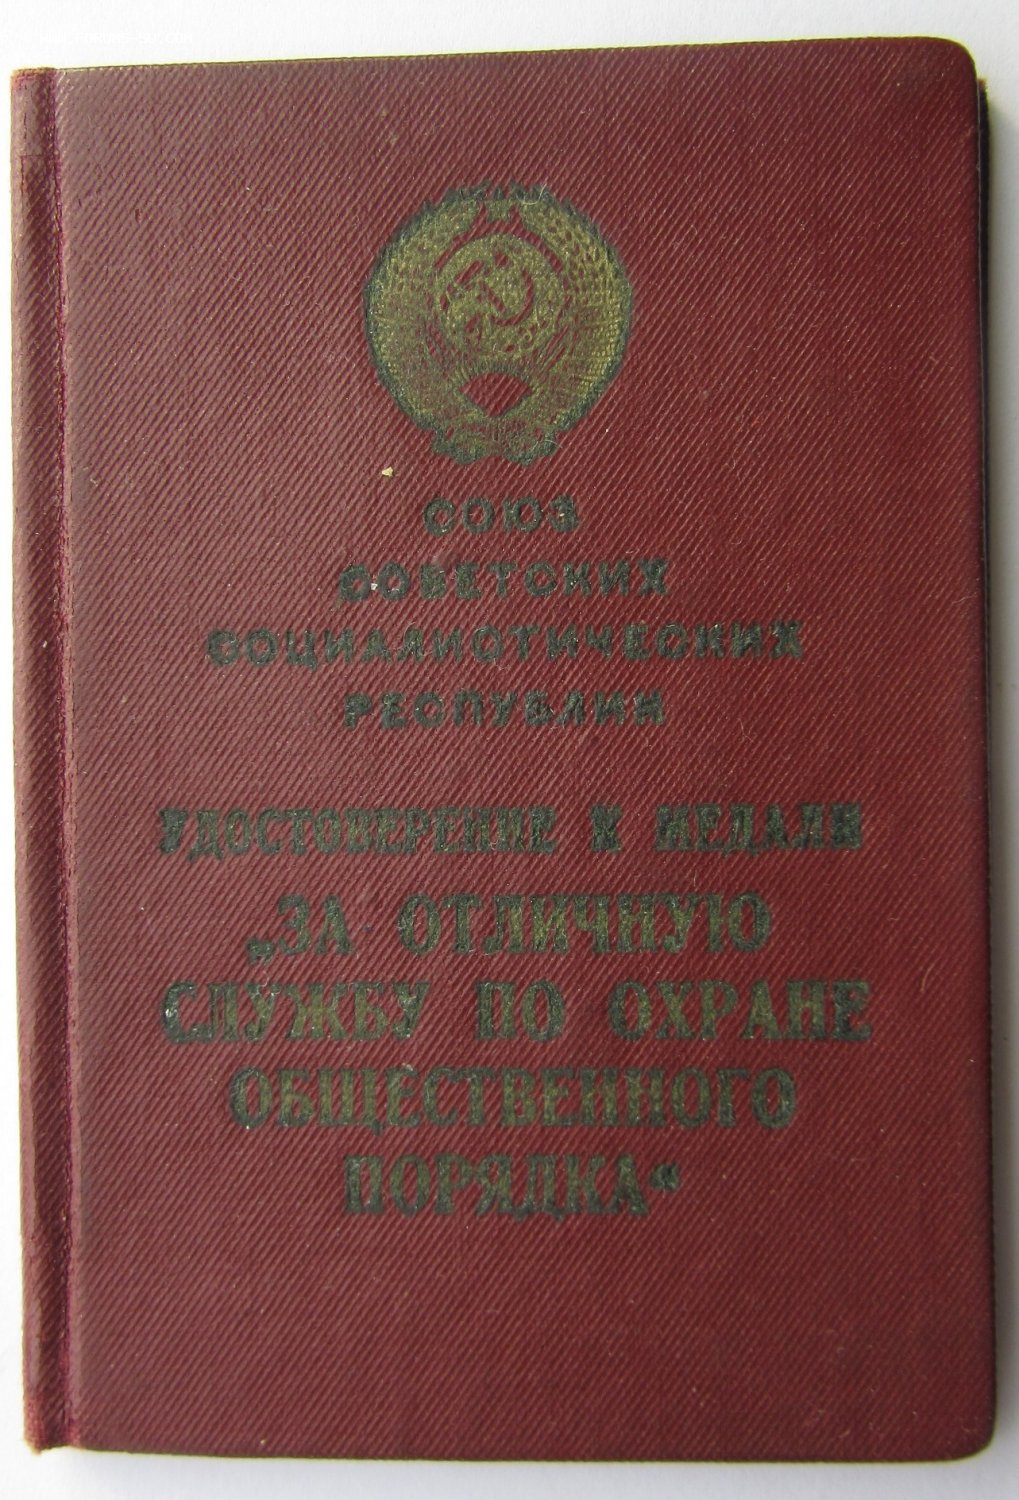 СОЮЗ
СОВЕТСКИХ
СОЦИАЛИСТИЧЕСКИХ
РЕСПУБЛИК
УДОСТОВЕРЕНИЕ К МЕДАЛИ
„ЗА ОТЛИЧНУЮ
СЛУЖБУ ПО ОХРАНЕ
ОБЩЕСТВЕННОГО
ПОРЯДКА“